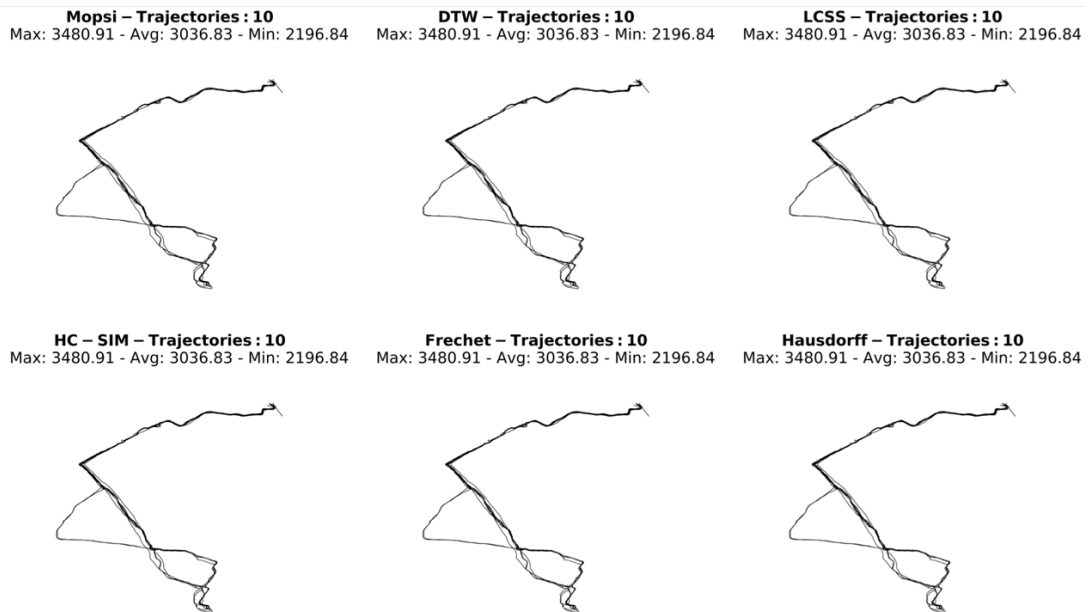 Mopsi – Trajectories : 10
Max: 3480.91 - Avg: 3036.83 - Min: 2196.84
DTW – Trajectories : 10
Max: 3480.91 - Avg: 3036.83 - Min: 2196.84
LCSS – Trajectories : 10
Max: 3480.91 - Avg: 3036.83 - Min: 2196.84
HC – SIM – Trajectories : 10
Max: 3480.91 - Avg: 3036.83 - Min: 2196.84
Frechet – Trajectories : 10
Max: 3480.91 - Avg: 3036.83 - Min: 2196.84
Hausdorff – Trajectories : 10
Max: 3480.91 - Avg: 3036.83 - Min: 2196.84